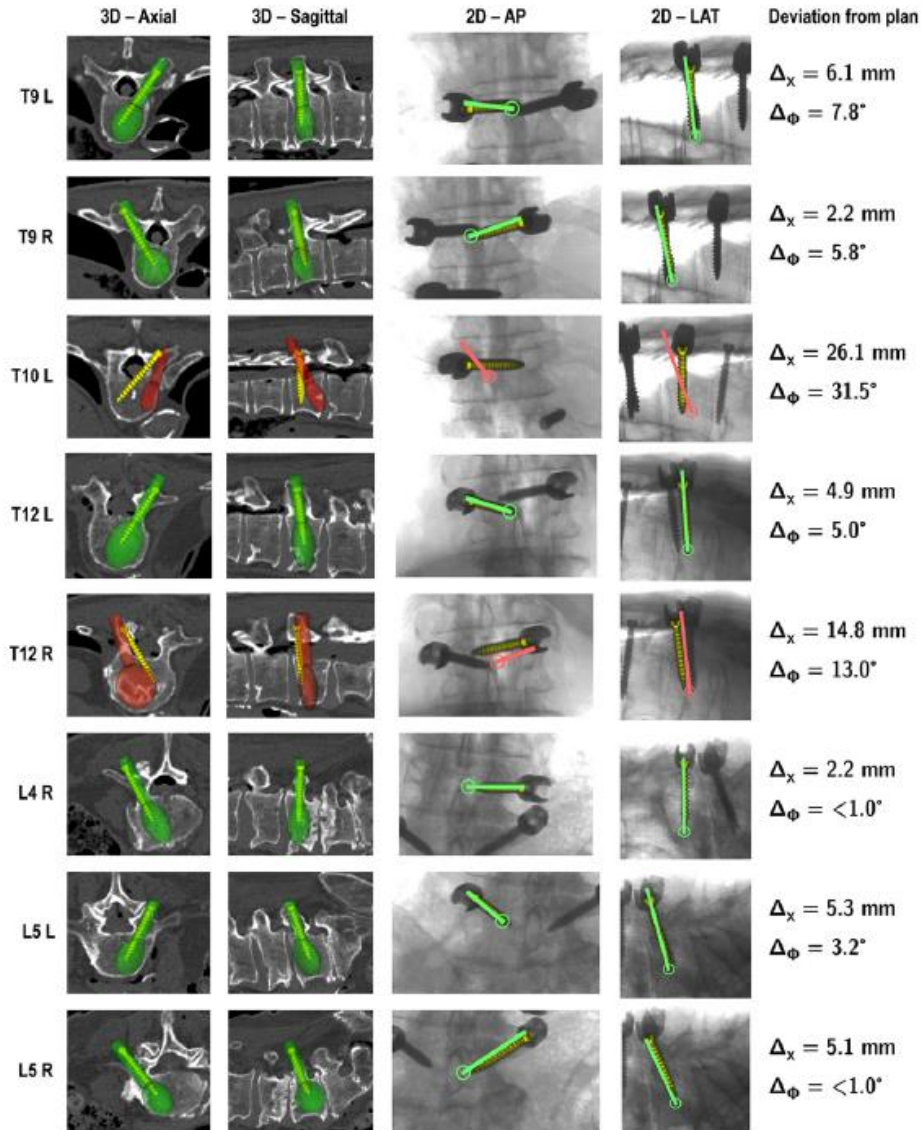 3D – Axial 3D – Sagittal 2D – AP 2D – LAT Deviation from plan
T9 L
Δx = 6.1 mm
ΔΦ = 7.8°
T9 R
Δx = 2.2 mm
ΔΦ = 5.8°
T10 L
Δx = 26.1 mm
ΔΦ = 31.5°
T12 L
Δx = 4.9 mm
ΔΦ = 5.0°
T12 R
Δx = 14.8 mm
ΔΦ = 13.0°
L4 R
Δx = 2.2 mm
ΔΦ = <1.0°
L5 L
Δx = 5.3 mm
ΔΦ = 3.2°
L5 R
Δx = 5.1 mm
ΔΦ = <1.0°